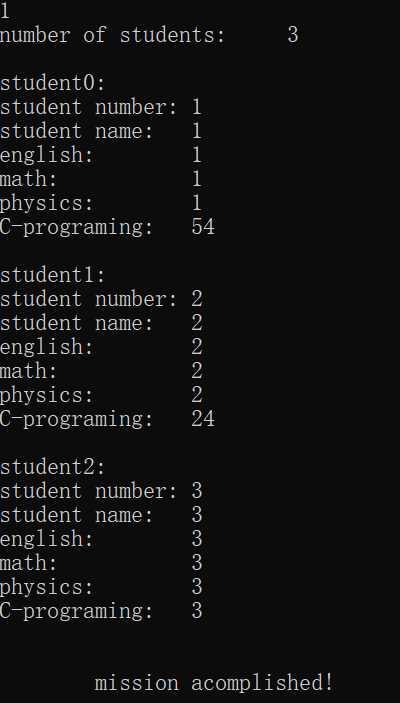 1
number of students: 3
student0:
student number: 1
student name: 1
english: 1
math: 1
physics: 1
C-programing: 54
student1:
student number: 2
student name: 2
english: 2
math: 2
physics: 2
C-programing: 24
student2:
student number: 3
student name: 3
english: 3
math: 3
physics: 3
C-programing: 3
mission acomplished!